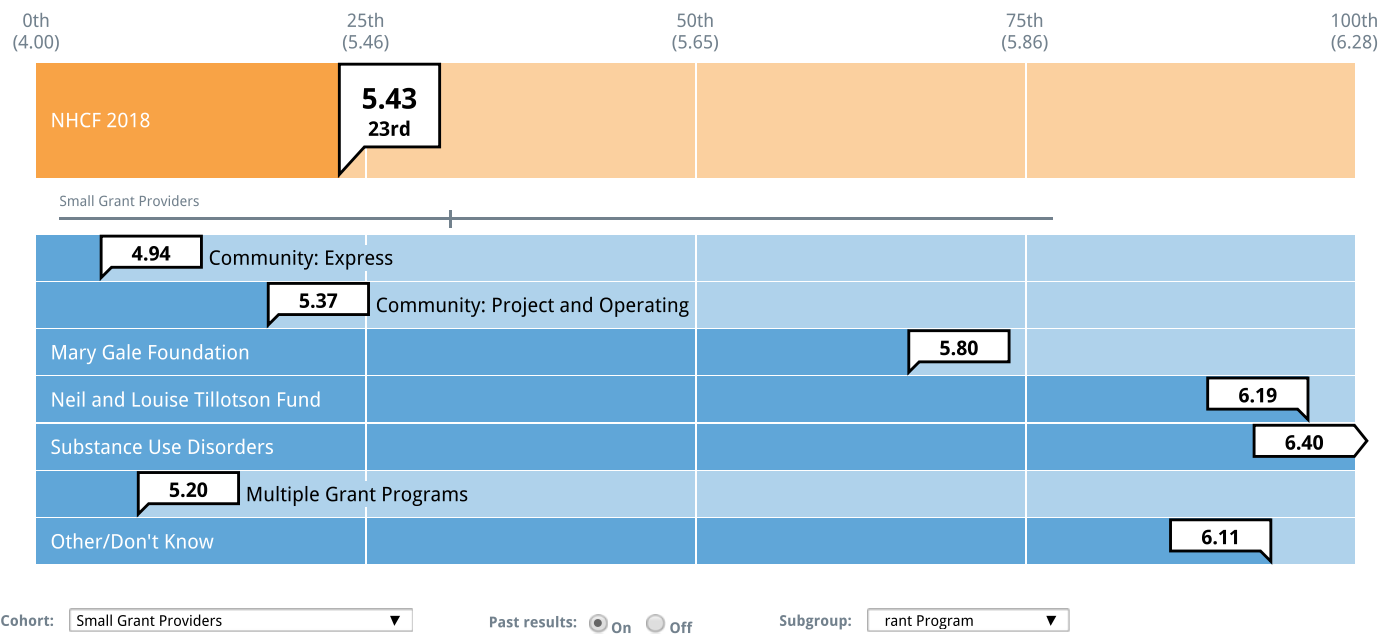 0th 25th 50th 75th 100th
(4.00) (5.46) (5.65) (5.86) (6.28)
NHCF 2018
5.43
23rd
Small Grant Providers
4.94 Community: Express
5.37 Community: Project and Operating
Mary Gale Foundation 5.80
Neil and Louise Tillotson Fund 6.19
Substance Use Disorders 6.40
5.20 Multiple Grant Programs
Other/Don't Know 6.11
Cohort: Small Grant Providers Past results: On Off Subgroup: rant Program